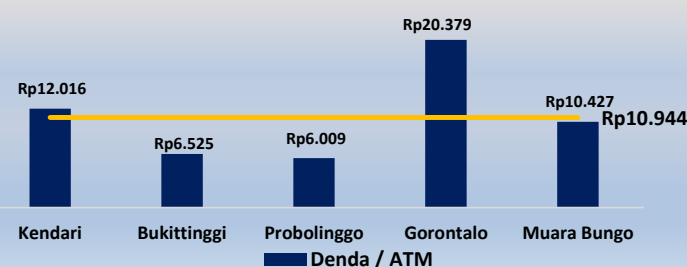 Rp20.379
Rp12.016
Rp10.427
Rp10.944
Rp6.525
Rp6.009
Kendari
Bukittinggi
Probolinggo
Gorontalo
Muara Bungo
Denda / ATM